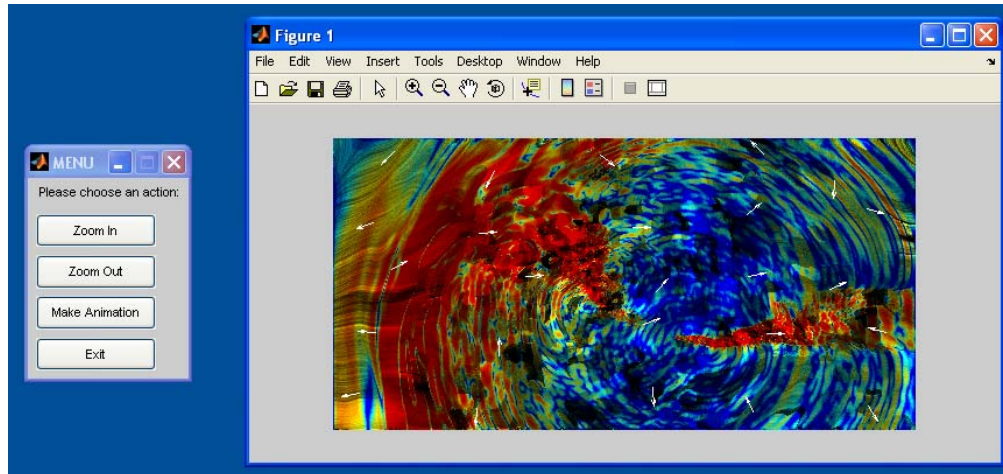 MENU
Please choose an action:
Zoom In
Zoom Out
Make Animation
Exit
Figure 1
File Edit View Insert Tools Desktop Window Help